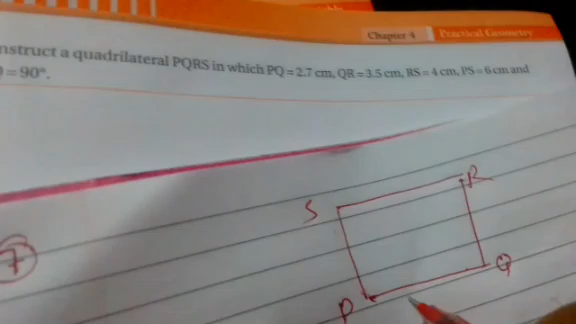 Chapter 4 Practical Geometry
nstruct a quadrilateral PQRS in which PQ = 2.7 cm, QR = 3.5 cm, RS = 4 cm, PS = 6 cm and
= 90°.
S R
7 Q
P